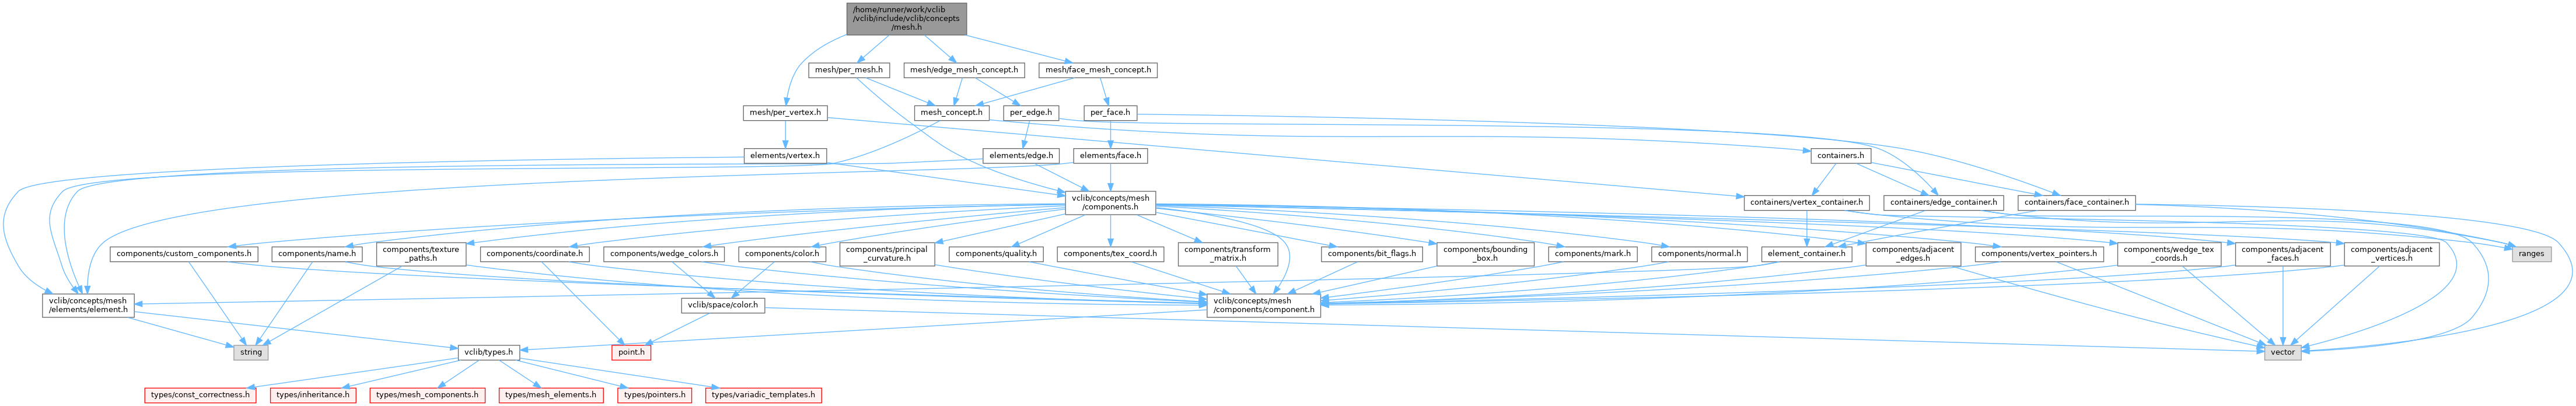 /home/runner/work/vclib
/vclib/include/vclib/concepts
/mesh.h
mesh/per_mesh.h
mesh/edge_mesh_concept.h
mesh/face_mesh_concept.h
mesh/per_vertex.h
mesh_concept.h
per_edge.h
per_face.h
elements/vertex.h
elements/edge.h
elements/face.h
containers.h
vclib/concepts/mesh
/components.h
containers/vertex_container.h
containers/edge_container.h
containers/face_container.h
components/custom_components.h
components/name.h
components/texture
_paths.h
components/coordinate.h
components/wedge_colors.h
components/color.h
components/principal
_curvature.h
components/quality.h
components/tex_coord.h
components/transform
_matrix.h
components/bit_flags.h
components/bounding
_box.h
components/mark.h
components/normal.h
element_container.h
components/adjacent
_edges.h
components/vertex_pointers.h
components/wedge_tex
_coords.h
components/adjacent
_faces.h
components/adjacent
_vertices.h
ranges
vclib/concepts/mesh
/elements/element.h
vclib/space/color.h
vclib/concepts/mesh
/components/component.h
string
vclib/types.h
point.h
vector
types/const_correctness.h
types/inheritance.h
types/mesh_components.h
types/mesh_elements.h
types/pointers.h
types/variadic_templates.h